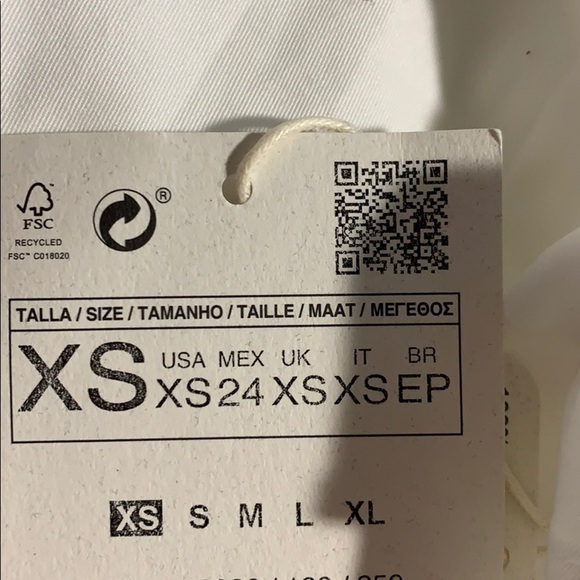 FSC
RECYCLED
FSC™ C018020
®
TALLA / SIZE / TAMANHO / TAILLE / MAAT / ΜΕΓΕΘΟΣ
XS USA MEX UK IT BR
XS 24 XS XS EP
XS S M L XL